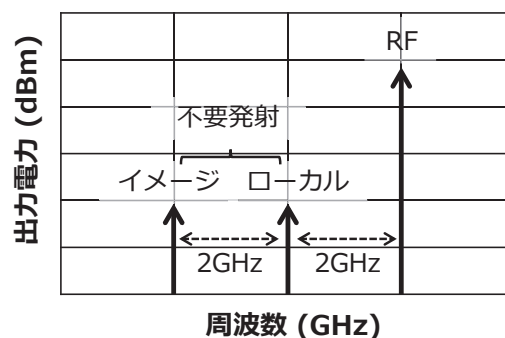 RF
不要発射
イメージ ローカル
2GHz 2GHz
出力電力 (dBm)
周波数 (GHz)